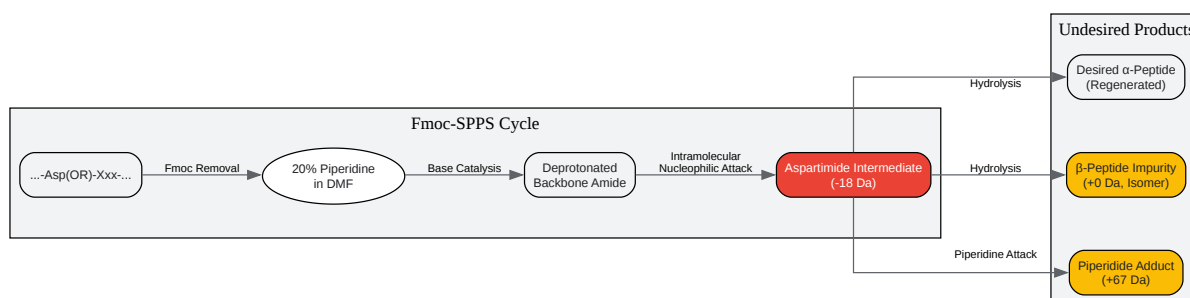 Undesired Products
Desired α-Peptide
(Regenerated)
Hydrolysis
Fmoc-SPPS Cycle
...-Asp(OR)-Xxx-...
Fmoc Removal
20% Piperidine
in DMF
Base Catalysis
Deprotonated
Backbone Amide
Intramolecular
Nucleophilic Attack
Aspartimide Intermediate
(-18 Da)
Hydrolysis
β-Peptide Impurity
(+0 Da, Isomer)
Piperidine Attack
Piperidide Adduct
(+67 Da)